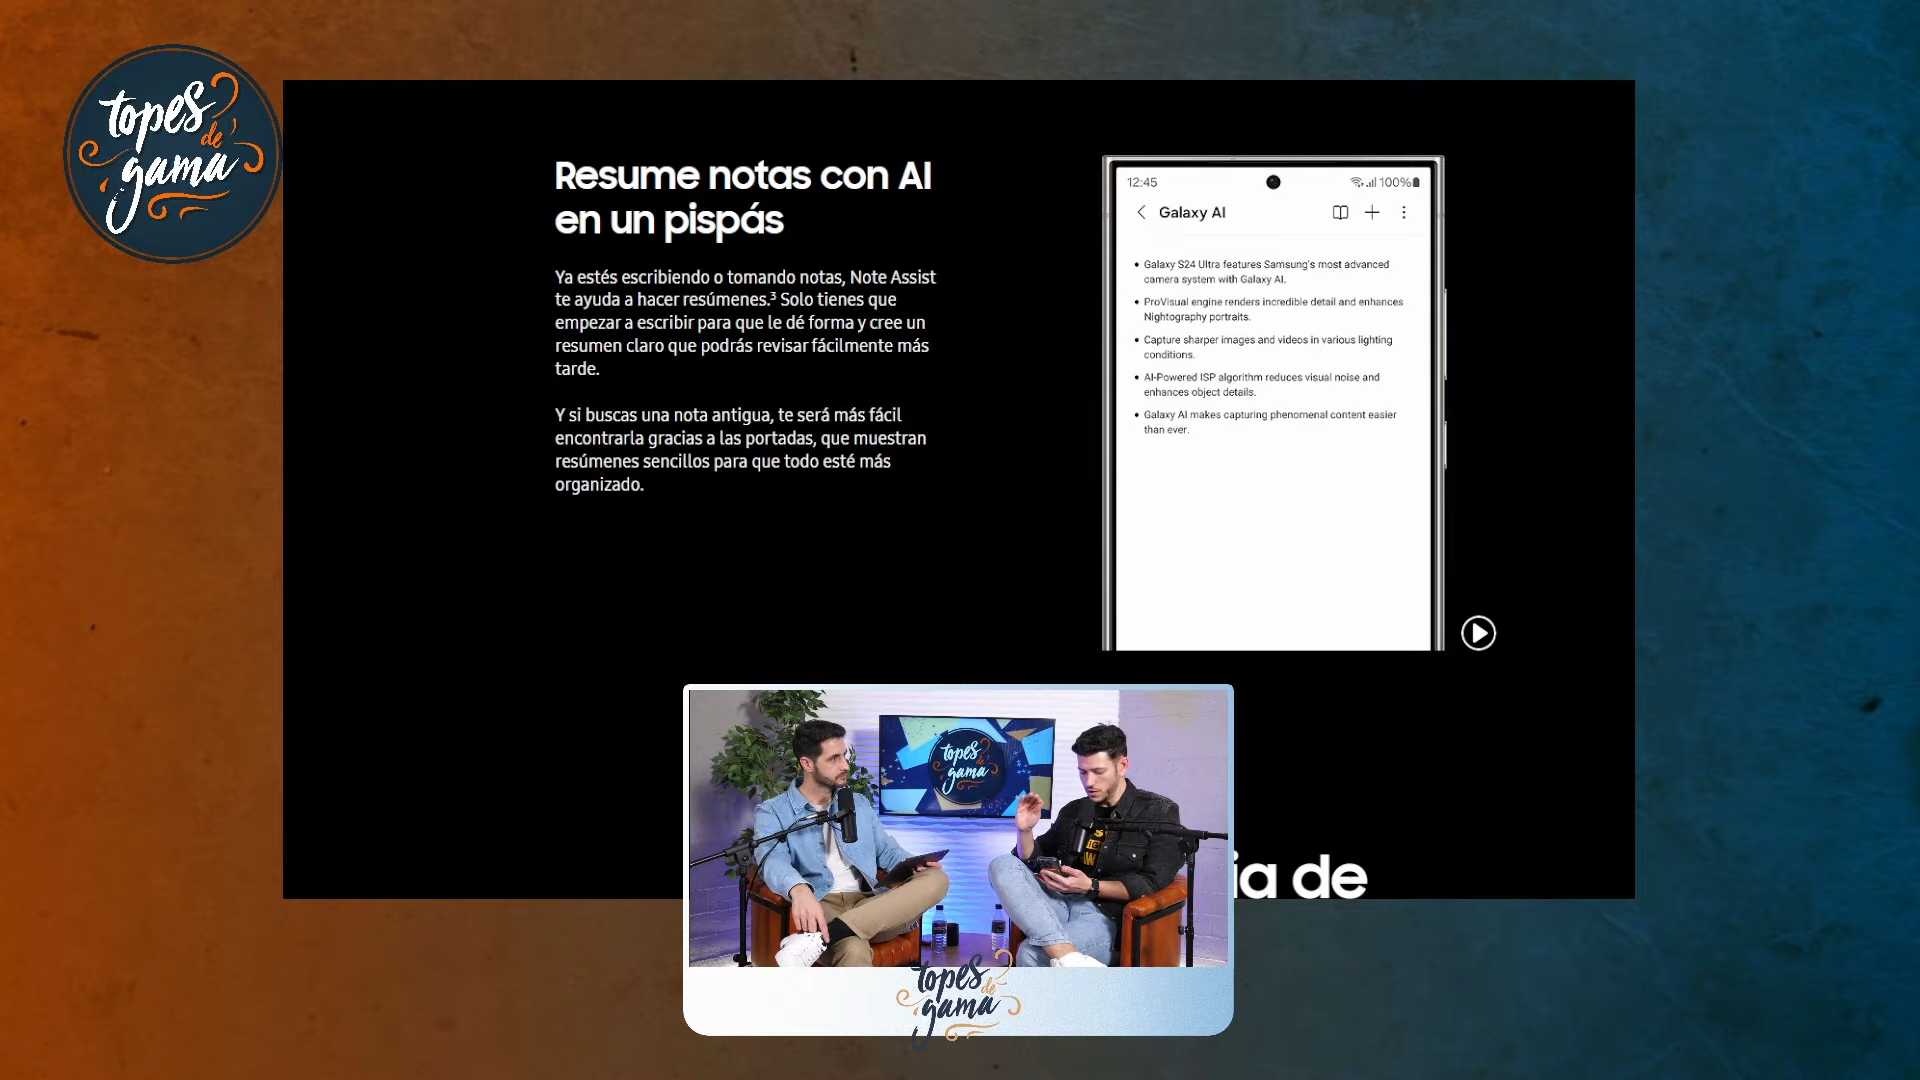 topes
de
gama
Resume notas con AI
en un pispás
Ya estés escribiendo o tomando notas, Note Assist
te ayuda a hacer resúmenes.³ Solo tienes que
empezar a escribir para que le dé forma y cree un
resumen claro que podrás revisar fácilmente más
tarde.
Y si buscas una nota antigua, te será más fácil
encontrarla gracias a las portadas, que muestran
resúmenes sencillos para que todo esté más
organizado.
12:45
100%
Galaxy AI
• Galaxy S24 Ultra features Samsung's most advanced
camera system with Galaxy AI.
• ProVisual engine renders incredible detail and enhances
Nightography portraits.
• Capture sharper images and videos in various lighting
conditions.
• AI-Powered ISP algorithm reduces visual noise and
enhances object details.
• Galaxy AI makes capturing phenomenal content easier
than ever.
topes
de
gama
ia de
topes
de
gama